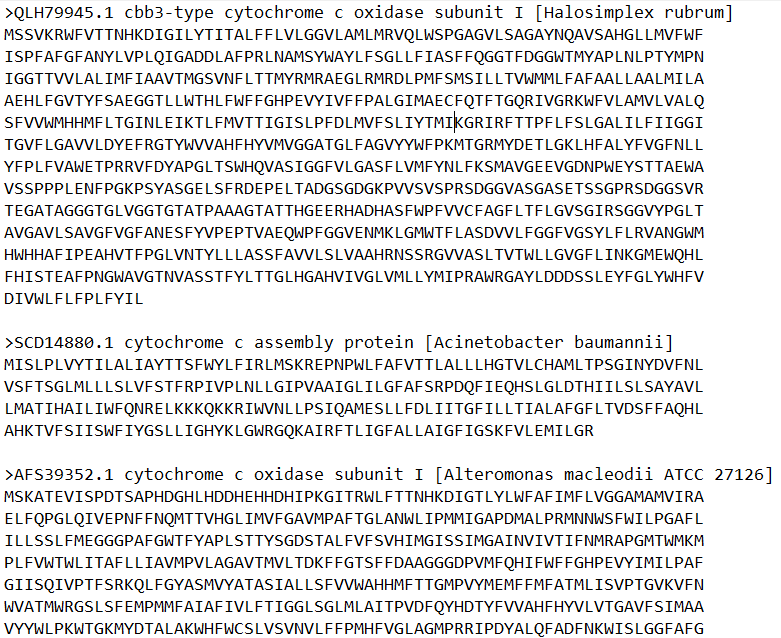 >QLH79945.1 cbb3-type cytochrome c oxidase subunit I [Halosimplex rubrum]
MSSVKRWFVTTNHKDIGILYTITALFFLVLGGVLAMLMRVQLWSPGAGVLSAGAYNQAVSAHGLLMVFWF
ISPFAFGFANYLVPLQIGADDLAFPRLNAMSYWAYLFSGLLFIASFFQGGTFDGGWTMYAPLNLPTYMPN
IGGTTVVLALIMFIAAVTMGSVNFLTTMYRMRAEGLRMRDLPMFSMSILLTVWMMLFAFAALLAALMILA
AEHLFGVTYFSAEGGTLLWTHLFWFFGHPEVYIVFFPALGIMAECFQTFTGQRIVGRKWFVLAMVLVALQ
SFVVWMHHMFLTGINLEIKTLFMVTTIGISLPFDLMVFSLIYTMIKGRIRFTTPFLFSLGALILFIIGGI
TGVFLGAVVLDYEFRGTYWVVAHFHYVMVGGATGLFAGVYYWFPKMTGRMYDETLGKLHFALYFVGFNLL
YFPLFVAWETPRRVFDYAPGLTSWHQVASIGGFVLGASFLVMFYNLFKSMAVGEEVGDNPWEYSTTAEWA
VSSPPPLENFPGKPSYASGELSFRDEPELTADGSGDGKPVVSVSPRSDGGVASGASETSSGPRSDGGSVR
TEGATAGGGTGLVGGTGTATPAAAGTATTHGEERHADHASFWPFVVCFAGFLTFLGVSGIRSGGVYPGLT
AVGAVLSAVGFVGFANESFYVPEPTVAEQWPFGGVENMKLGMWTFLASDVVLFGGFVGSYLFLRVANGWM
HWHHAFIPEAHVTFPGLVNTYLLLASSFAVVLSLVAAHRNSSRGVVASLTVTWLLGVGFLINKGMEWQHL
FHISTEAFPNGWAVGTNVASSTFYLTTGLHGAHVIVGLVMLLYMIPRAWRGAYLDDDSSLEYFGLYWHFV
DIVWLFLFPLFYIL
>SCD14880.1 cytochrome c assembly protein [Acinetobacter baumannii]
MISLPLVYTILALIAYTTSFWYLFIRLMSKREPNPWLFAFVTTLALLLHGTVLCHAMLTPSGINYDVFNL
VSFTSGLMLLLSLVFSTFRPIVPLNLLGIPVAAIGLILGFAFSRPDQFIEQHSLGLDTHIILSLSAYAVL
LMATIHAILIWFQNRELKKKQKKRIWVNLLPSIQAMESLLFDLIITGFILLTIALAFGFLTVDSFFAQHL
AHKTVFSIISWFIYGSLLIGHYKLGWRGQKAIRFTLIGFALLAIGFIGSKFVLEMILGR
>AFS39352.1 cytochrome c oxidase subunit I [Alteromonas macleodii ATCC 27126]
MSKATEVISPDTSAPHDGHLHDDHEHHDHIPKGITRWLFTTNHKDIGTLYLWFAFIMFLVGGAMAMVIRA
ELFQPGLQIVEPNFFNQMTTVHGLIMVFGAVMPAFTGLANWLIPMMIGAPDMALPRMNNWSFWILPGAFL
ILLSSLFMEGGGPAFGWTFYAPLSTTYSGDSTALFVFSVHIMGISSIMGAINVIVTIFNMRAPGMTWMKM
PLFVWTWLITAFLLIAVMPVLAGAVTMVLTDKFFGTSFFDAAGGGDPVMFQHIFWFFGHPEVYIMILPAF
GIISQIVPTFSRKQLFGYASMVYATASIALLSFVVWAHHMFTTGMPVYMEMFFMFATMLISVPTGVKVFN
WVATMWRGSLSFEMPMMFAIAFIVLFTIGGLSGLMLAITPVDFQYHDTYFVVAHFHYVLVTGAVFSIMAA
VYYWLPKWTGKMYDTALAKWHFWCSLVSVNVLFFPMHFVGLAGMPRRIPDYALQFADFNKWISLGGFAFG